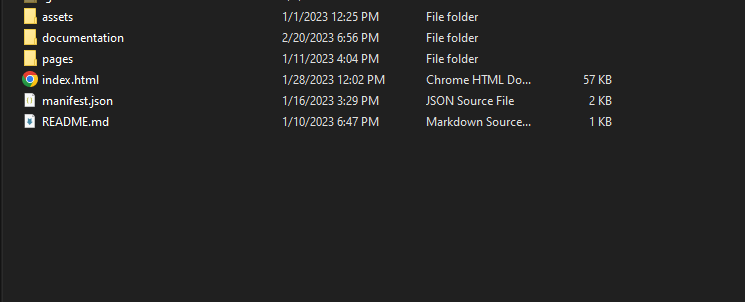 assets 1/1/2023 12:25 PM File folder
documentation 2/20/2023 6:56 PM File folder
pages 1/11/2023 4:04 PM File folder
index.html 1/28/2023 12:02 PM Chrome HTML Do... 57 KB
manifest.json 1/16/2023 3:29 PM JSON Source File 2 KB
README.md 1/10/2023 6:47 PM Markdown Source... 1 KB